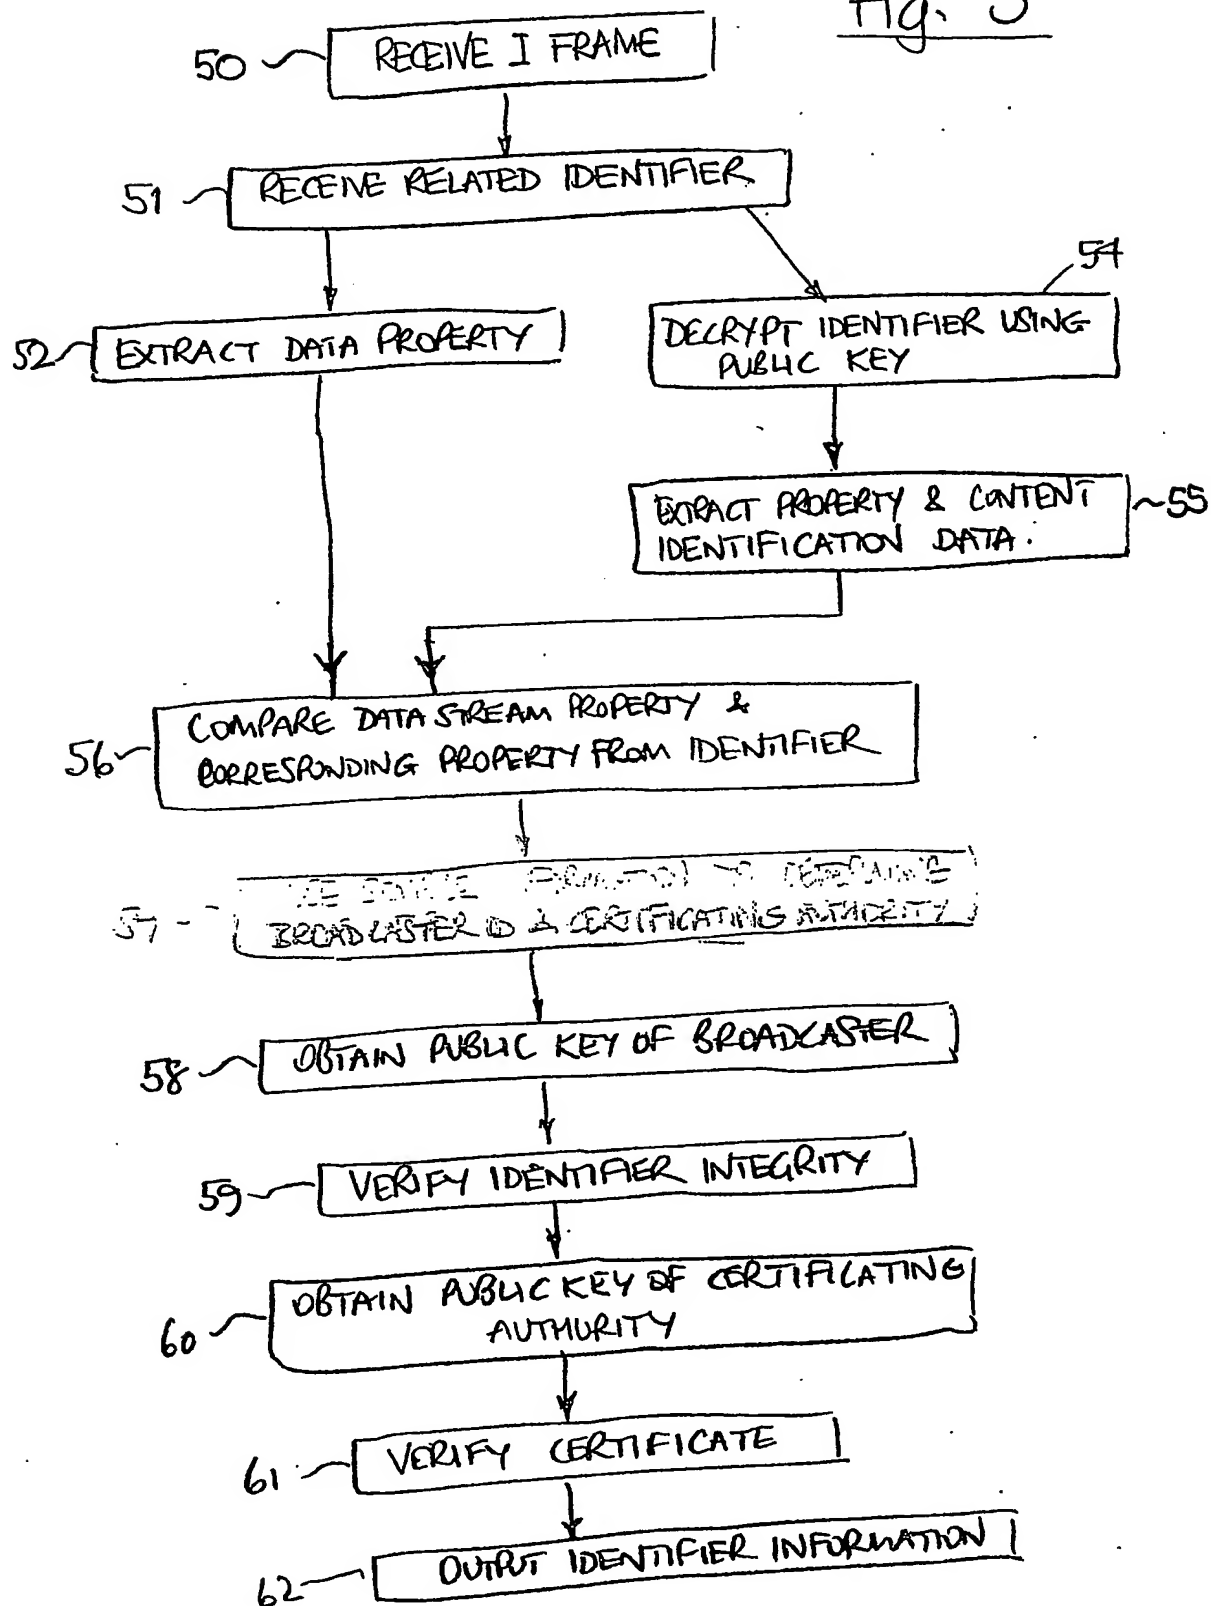 Fig.
50
RECEIVE I FRAME
51
RECEIVE RELATED IDENTIFIER
54
52
EXTRACT DATA PROPERTY
DECRYPT IDENTIFIER USING
PUBLIC KEY
EXTRACT PROPERTY & CONTENT
IDENTIFICATION DATA.
55
56
COMPARE DATA STREAM PROPERTY &
CORRESPONDING PROPERTY FROM IDENTIFIER
57
TO DETERMINE
BROADCASTER ID & CERTIFICATING AUTHORITY
58
OBTAIN PUBLIC KEY OF BROADCASTER
59
VERIFY IDENTIFIER INTEGRITY
60
OBTAIN PUBLIC KEY OF CERTIFICATING
AUTHORITY
61
VERIFY CERTIFICATE
62
OUTPUT IDENTIFIER INFORMATION